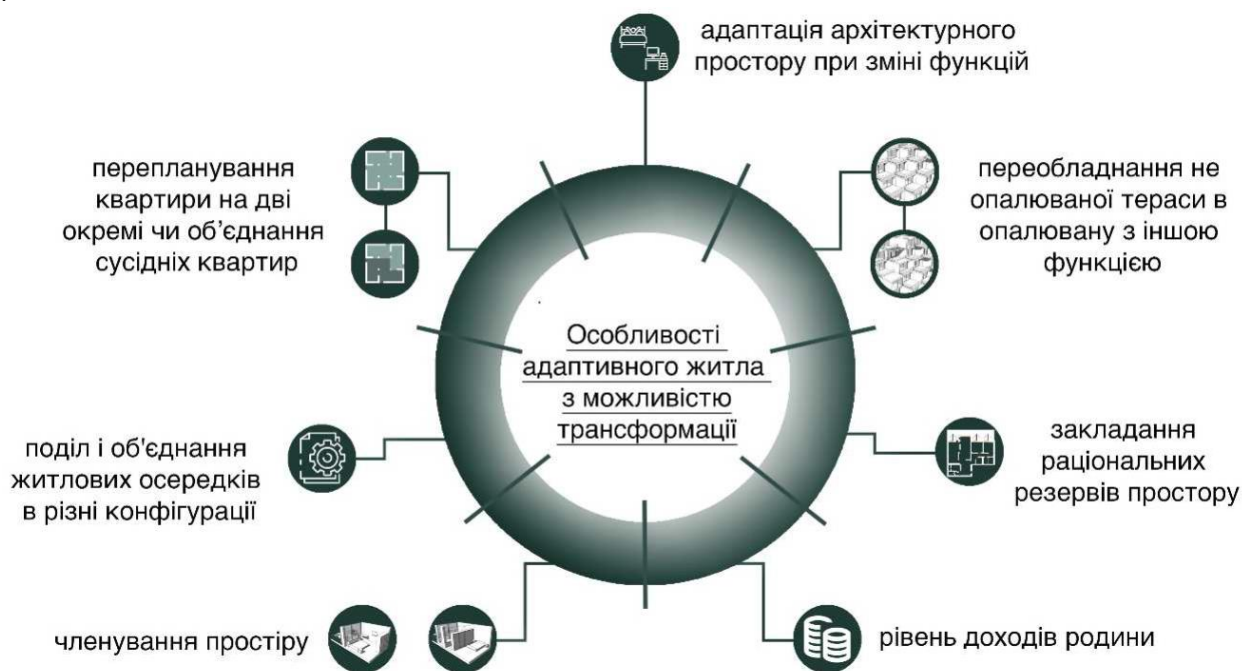 адаптація архітектурного
простору при зміні функцій
перепланування
квартири на дві
окремі чи об'єднання
сусідніх квартир
переобладнання не
опалюваної тераси в
опалювану з іншою
функцією
Особливості
адаптивного житла
з можливістю
трансформації
поділ і об'єднання
житлових осередків
в різні конфігурації
закладання
раціональних
резервів простору
членування простіру
рівень доходів родини